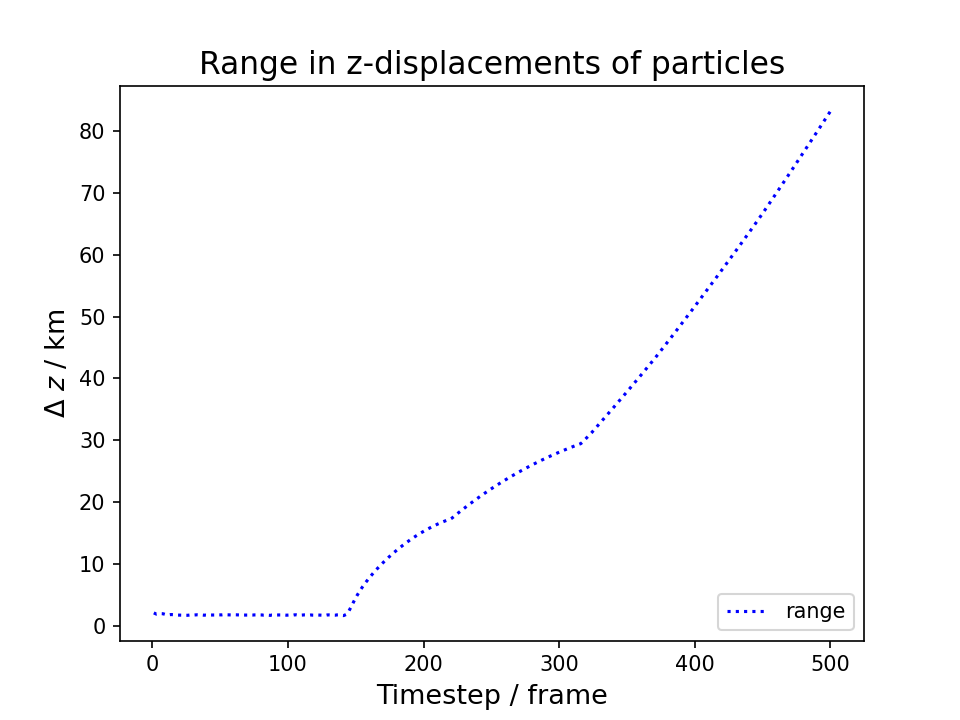 Range in z-displacements of particles
Δ z / km
80
70
60
50
40
30
20
10
0
range
0 100 200 300 400 500
Timestep / frame